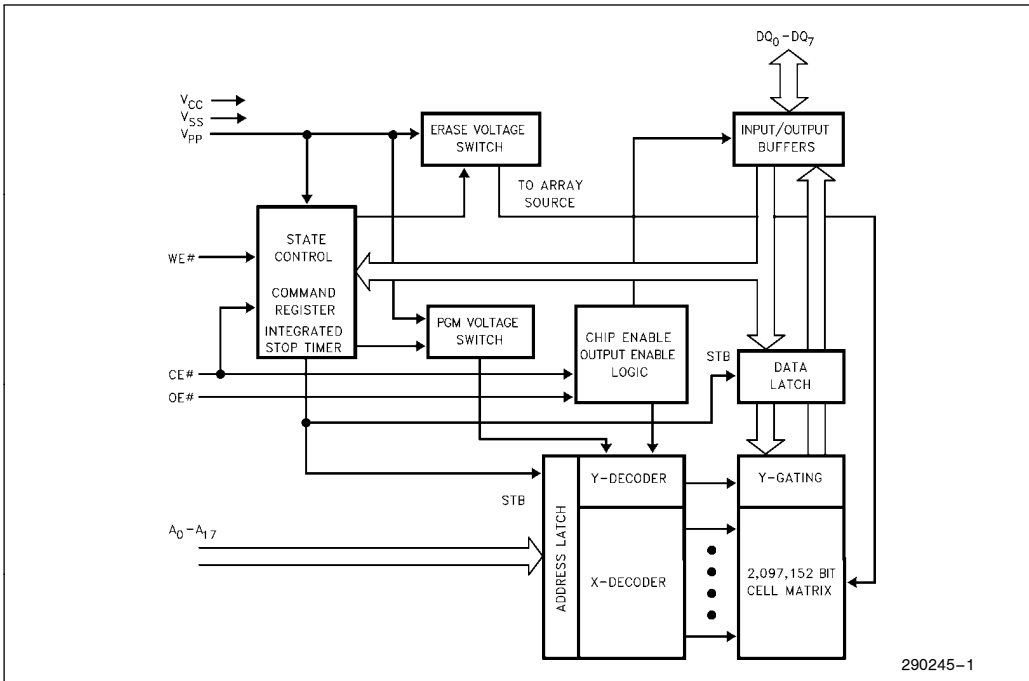 DQ0-DQ7
VCC
VSS
VPP
ERASE VOLTAGE
SWITCH
INPUT/OUTPUT
BUFFERS
TO ARRAY
SOURCE
STATE
CONTROL
COMMAND
REGISTER
INTEGRATED
STOP TIMER
WE#
CE#
OE#
PGM VOLTAGE
SWITCH
CHIP ENABLE
OUTPUT ENABLE
LOGIC
STB
DATA
LATCH
STB
A0-A17
ADDRESS LATCH
Y-DECODER
X-DECODER
Y-GATING
2,097,152 BIT
CELL MATRIX
290245-1